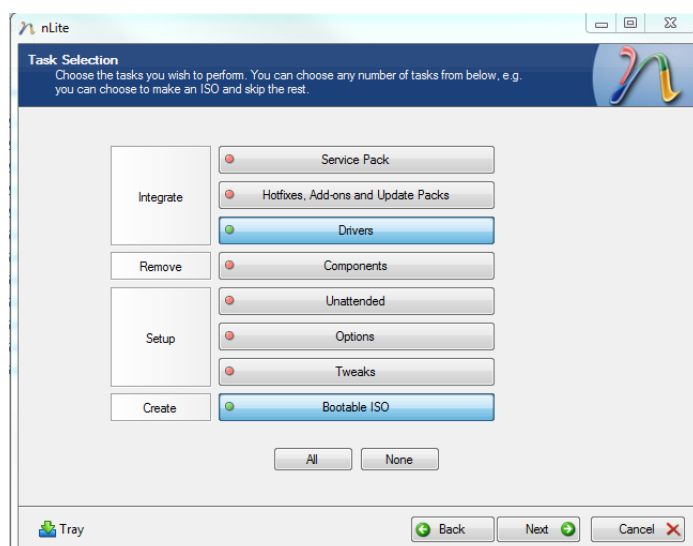 nLite
Task Selection
Choose the tasks you wish to perform. You can choose any number of tasks from below, e.g.
you can choose to make an ISO and skip the rest.
Integrate
Service Pack
Hotfixes, Add-ons and Update Packs
Drivers
Remove
Components
Setup
Unattended
Options
Tweaks
Create
Bootable ISO
All None
Tray Back Next Cancel